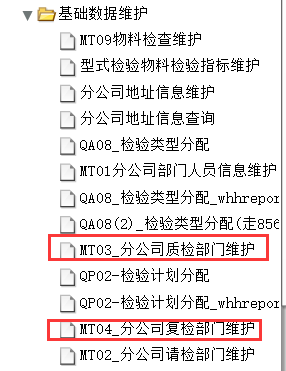 基础数据维护
MT09物料检查维护
型式检验物料检验指标维护
分公司地址信息维护
分公司地址信息查询
QA08_检验类型分配
MT01分公司部门人员信息维护
QA08_检验类型分配_whhrepor
QA08(2)_检验类型分配(走856
MT03_分公司质检部门维护
QP02-检验计划分配
QP02-检验计划分配_whhrepor
MT04_分公司复检部门维护
MT02_分公司请检部门维护